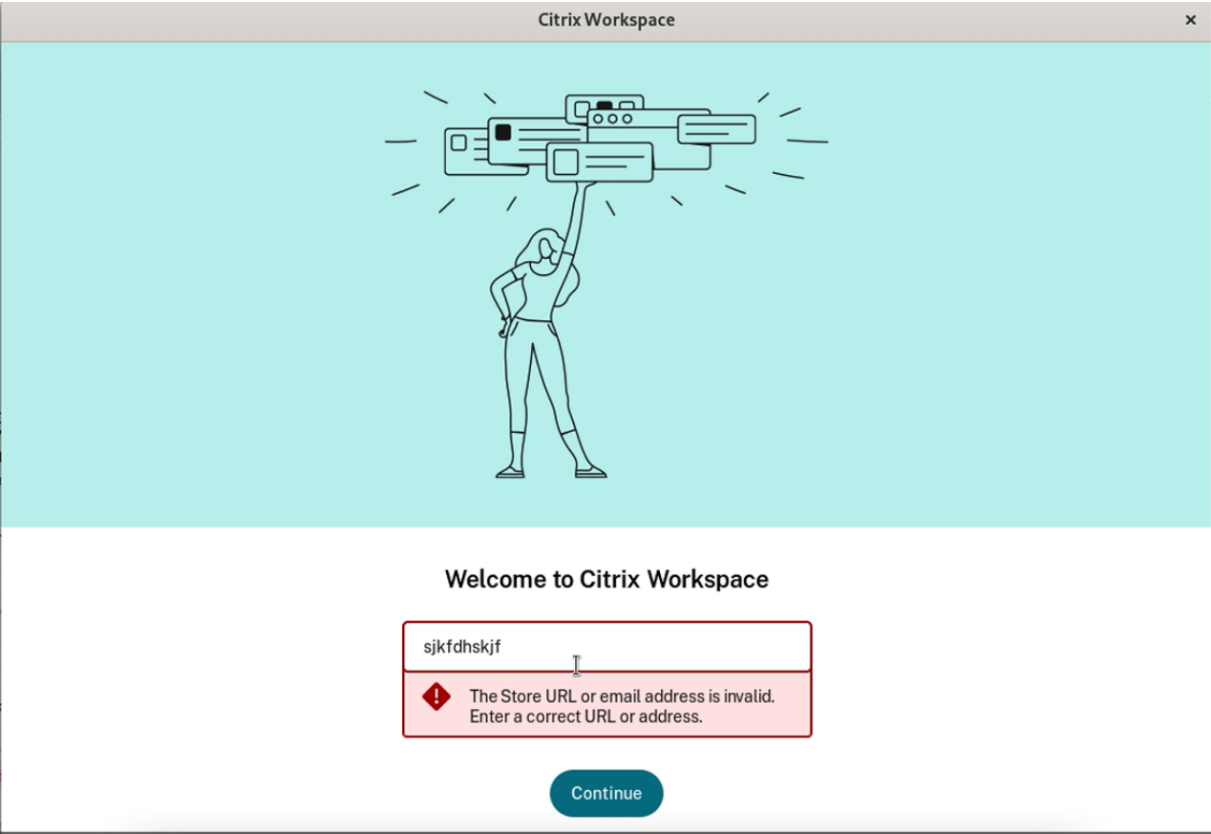 Citrix Workspace
Welcome to Citrix Workspace
sjkfdhskjf
The Store URL or email address is invalid.
Enter a correct URL or address.
Continue